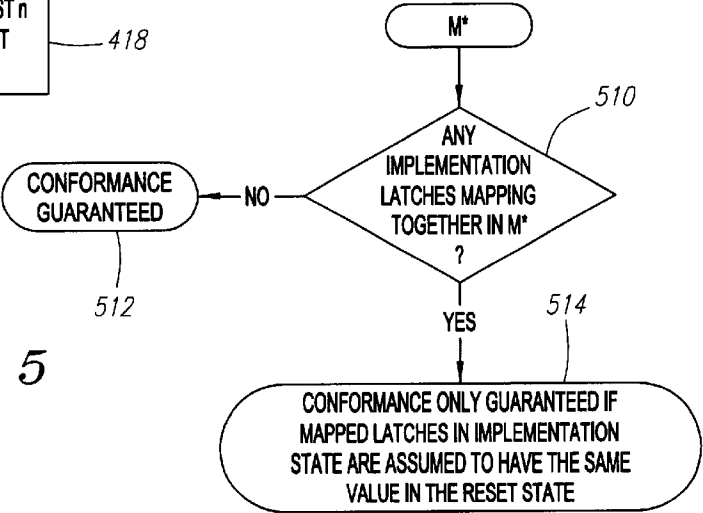 T
418
M*
510
ANY
IMPLEMENTATION
LATCHES MAPPING
TOGETHER IN M*
?
NO
CONFORMANCE
GUARANTEED
512
YES
514
5
CONFORMANCE ONLY GUARANTEED IF
MAPPED LATCHES IN IMPLEMENTATION
STATE ARE ASSUMED TO HAVE THE SAME
VALUE IN THE RESET STATE